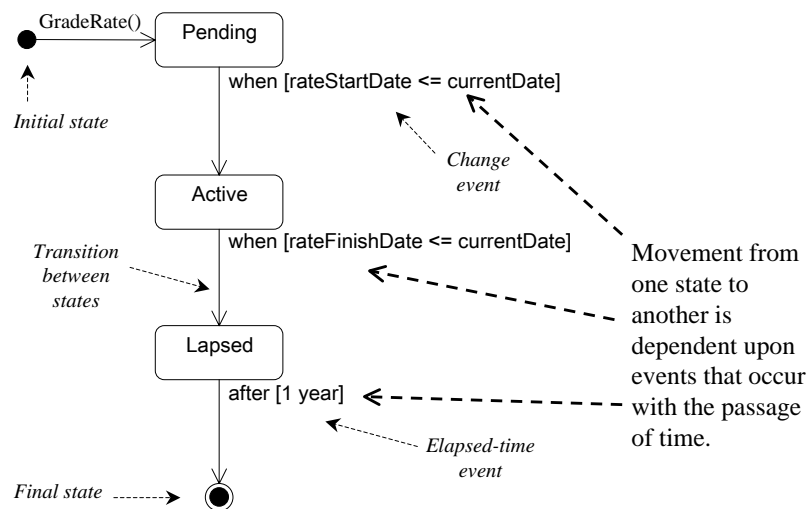 GradeRate()
Pending
Initial state
when [rateStartDate <= currentDate]
Change
event
Active
when [rateFinishDate <= currentDate]
Transition
between
states
Movement from
one state to
another is
dependent upon
events that occur
with the passage
of time.
Lapsed
after [1 year]
Elapsed-time
event
Final state